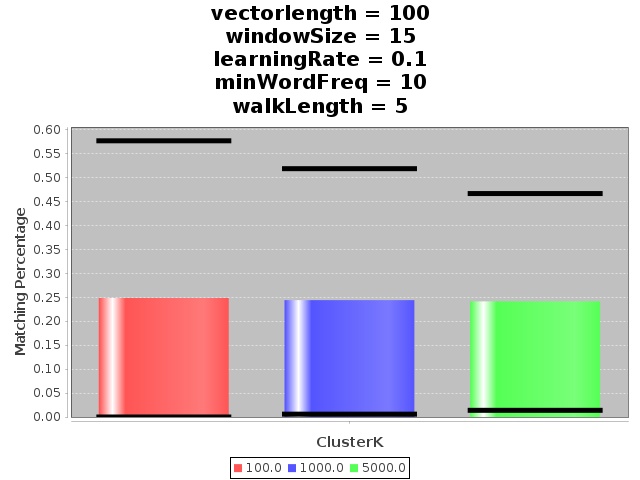 vectorlength = 100
windowSize = 15
learningRate = 0.1
minWordFreq = 10
walkLength = 5
Matching Percentage
0.60
0.55
0.50
0.45
0.40
0.35
0.30
0.25
0.20
0.15
0.10
0.05
0.00
ClusterK
100.0 1000.0 5000.0